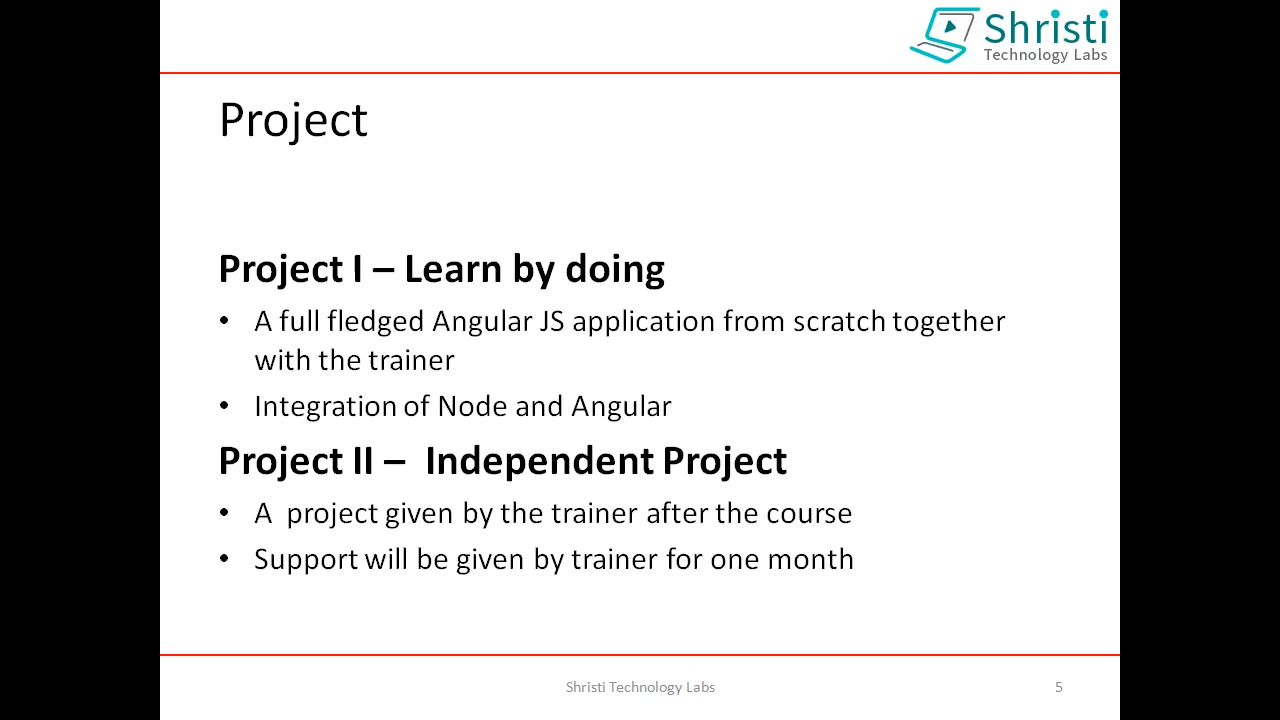 Shristi
Technology Labs
Project
Project I – Learn by doing
• A full fledged Angular JS application from scratch together
with the trainer
• Integration of Node and Angular
Project II – Independent Project
• A project given by the trainer after the course
• Support will be given by trainer for one month
Shristi Technology Labs
5